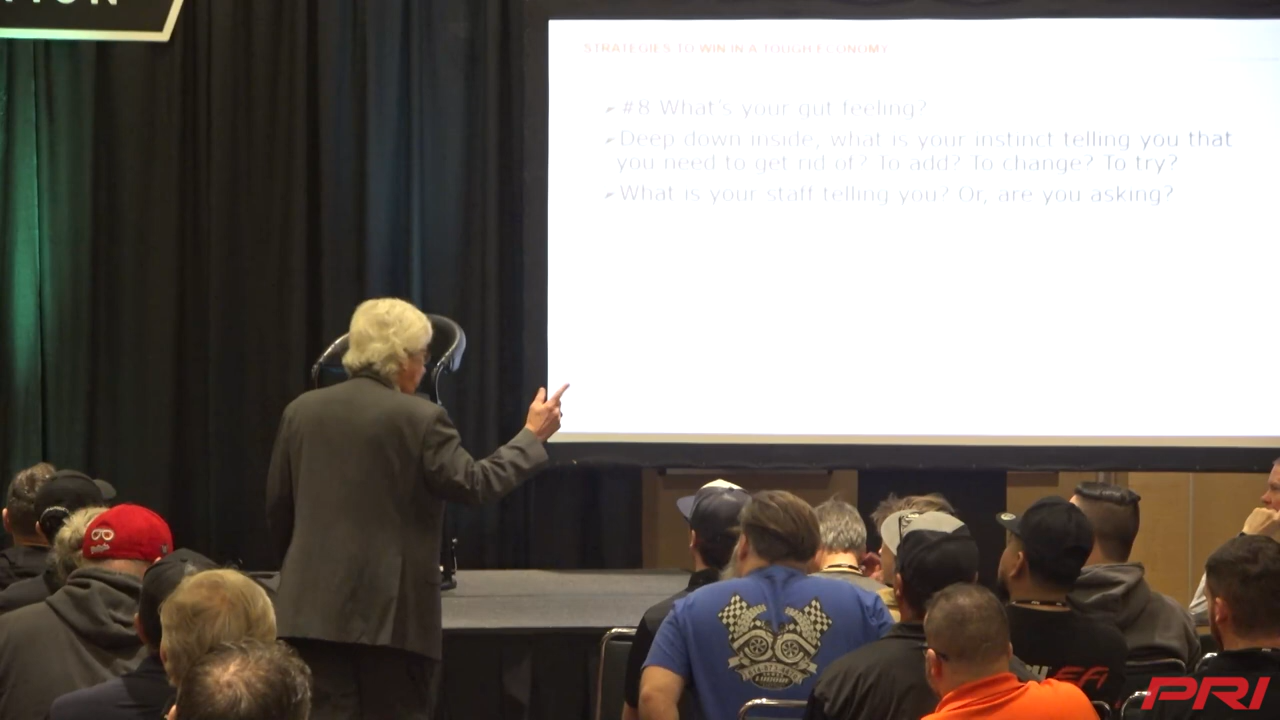 STRATEGIES TO WIN IN A TOUGH ECONOMY
#8 What's your gut feeling?
Deep down inside, what is your instinct telling you that
you need to get rid of? To add? To change? To try?
What is your staff telling you? Or, are you asking?
PRI